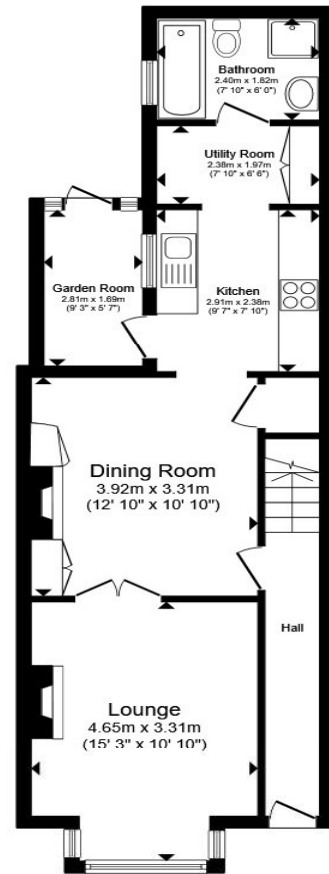 Bathroom
2.40m x 1.82m
(7' 10" x 6' 0")
Utility Room
2.38m x 1.97m
(7' 10" x 6' 6")
Garden Room
2.81m x 1.69m
(9' 3" x 5' 7")
Kitchen
2.91m x 2.38m
(9' 7" x 7' 10")
Dining Room
3.92m x 3.31m
(12' 10" x 10' 10")
Hall
Lounge
4.65m x 3.31m
(15' 3" x 10' 10")